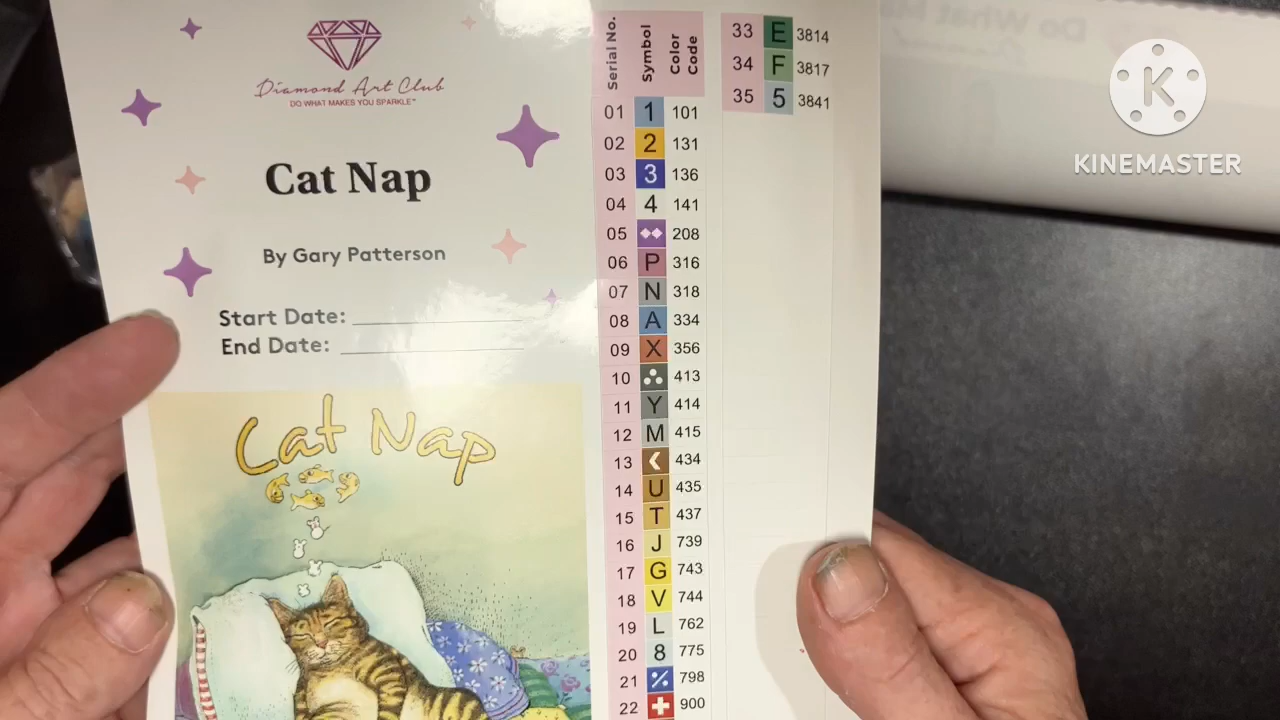 Diamond Art Club
DO WHAT MAKES YOU SPARKLE™
Cat Nap
By Gary Patterson
Start Date:
End Date:
Cat Nap
Serial No. Symbol Color Code
01 1 101
02 2 131
03 3 136
04 4 141
05 208
06 P 316
07 N 318
08 A 334
09 X 356
10 413
11 Y 414
12 M 415
13 434
14 U 435
15 T 437
16 J 739
17 G 743
18 V 744
19 L 762
20 8 775
21 798
22 900
33 E 3814
34 F 3817
35 5 3841
Do What Ma
K
KINEMASTER